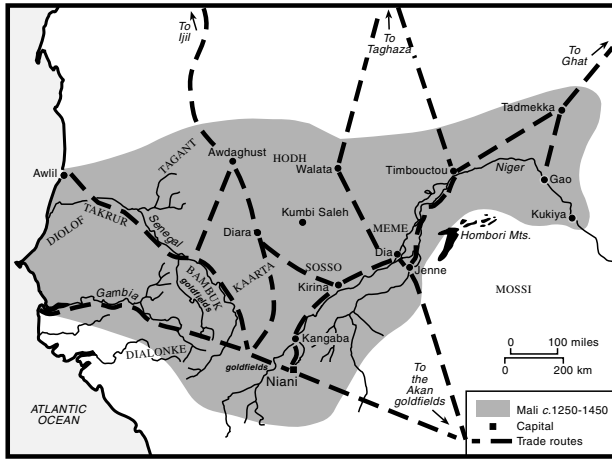 To
Ijil
To
Taghaza
To
Ghat
Tadmekka
TAGANT
Awdaghust
HODH
Walata
Timbouctou
Niger
Awlil
Gao
TAKRUR
Kumbi Saleh
Kukiya
DIOLOF
Senegal
Diara
MEME
Hombori Mts.
Dia
BAMBUK
goldfields
KAARTA
SOSSO
Jenne
Kirina
MOSSI
Gambia
Kangaba
DIALONKE
goldfields
Niani
0 100 miles
0 200 km
To
the
Akan
goldfields
ATLANTIC
OCEAN
Mali c.1250-1450
Capital
Trade routes